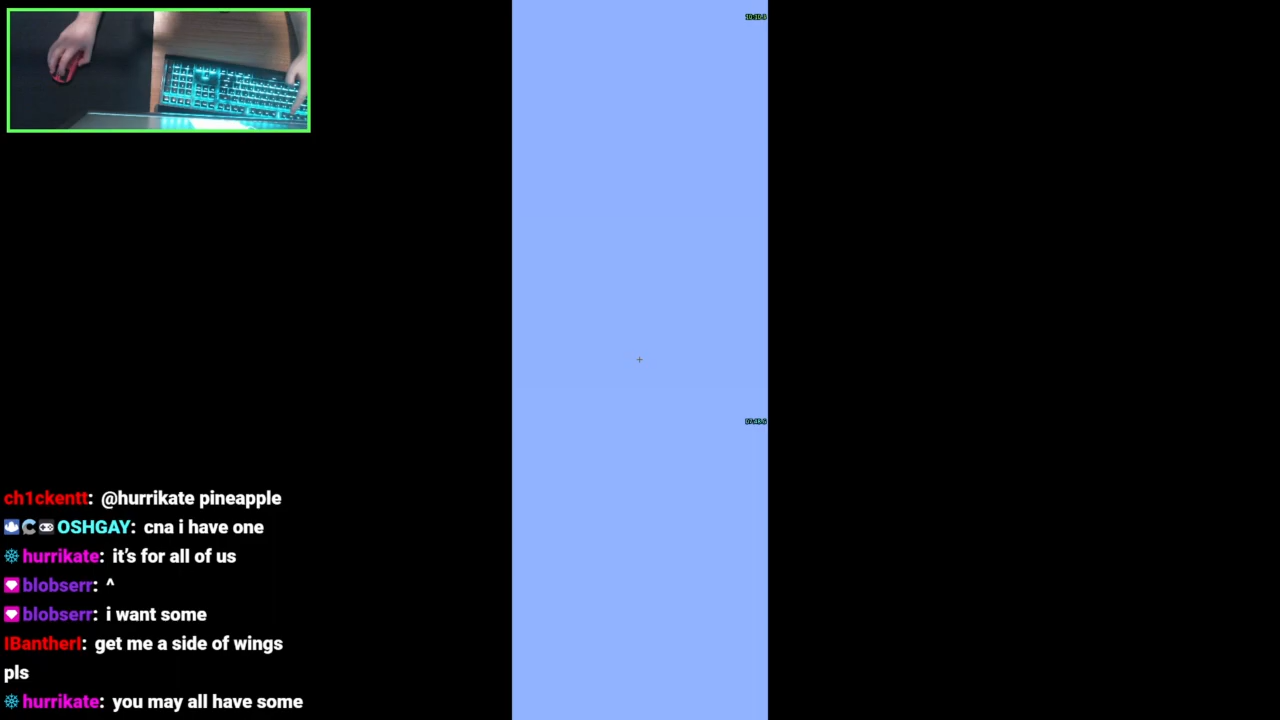 ch1ckentt: @hurrikate pineapple
OSHGAY: cna i have one
hurrikate: it's for all of us
blobserr: ^
blobserr: i want some
IBantherI: get me a side of wings
pls
hurrikate: you may all have some